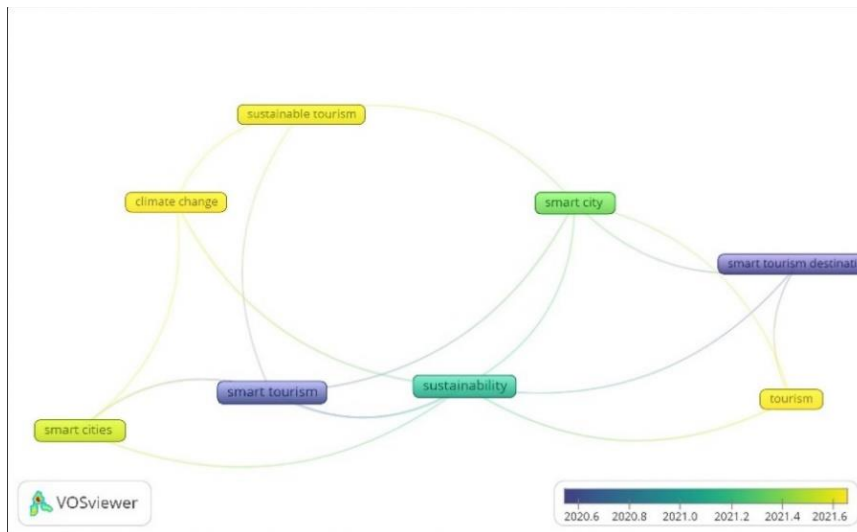 sustainable tourism
climate change
smart city
smart tourism destinati
smart tourism
sustainability
tourism
smart cities
VOSviewer
2020.6 2020.8 2021.0 2021.2 2021.4 2021.6